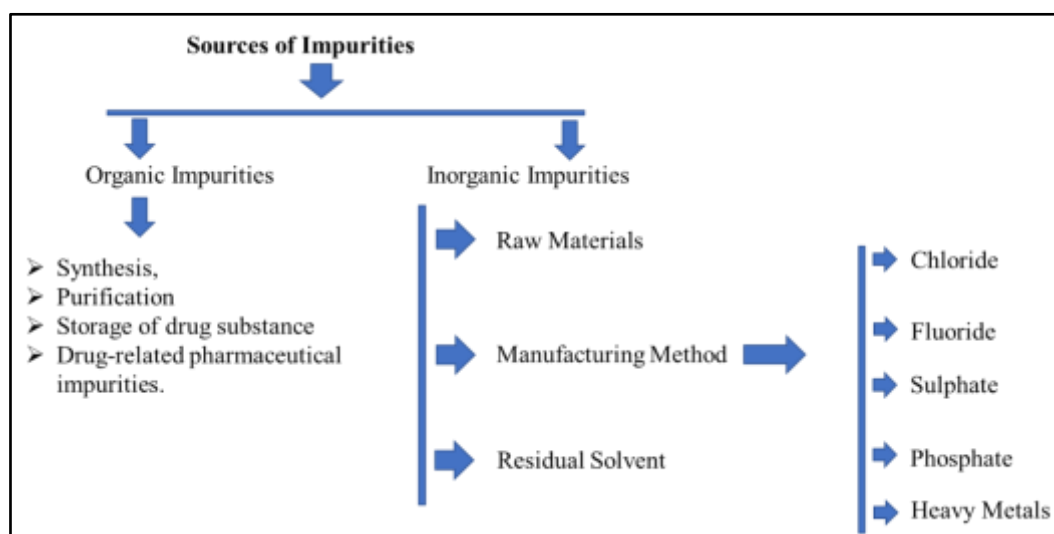 Sources of Impurities
Organic Impurities
Inorganic Impurities
➤ Synthesis,
➤ Purification
➤ Storage of drug substance
➤ Drug-related pharmaceutical
impurities.
Raw Materials
Manufacturing Method
Residual Solvent
Chloride
Fluoride
Sulphate
Phosphate
Heavy Metals